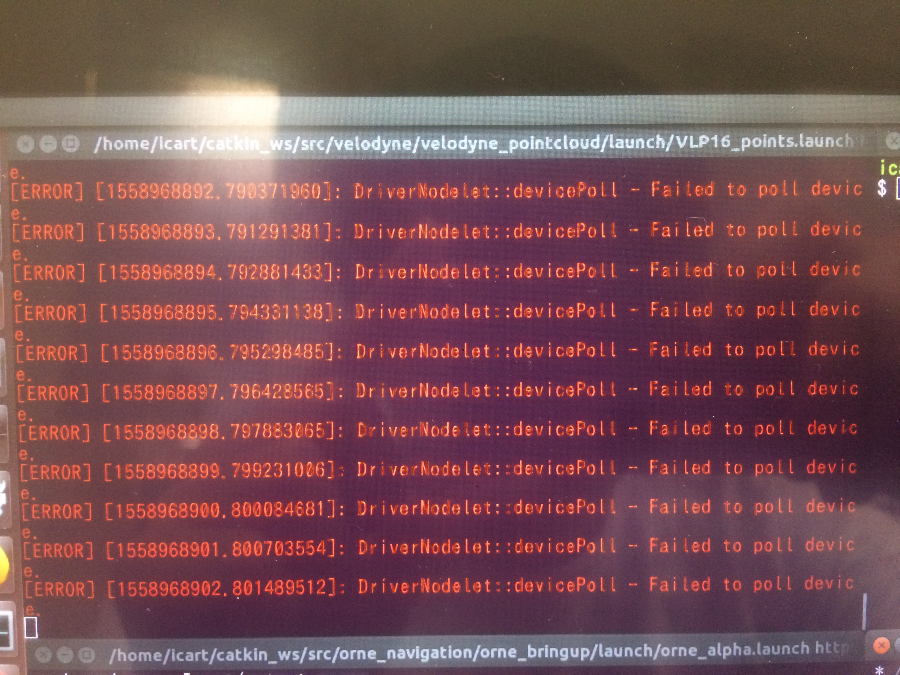 /home/icart/catkin_ws/src/velodyne/velodyne_pointcloud/launch/VLP16_points.launch
e.
[ERROR] [1558968892.790371960]: DriverNodelet::devicePoll - Failed to poll devic
e.
[ERROR] [1558968893.791291381]: DriverNodelet::devicePoll - Failed to poll devic
e.
[ERROR] [1558968894.792881433]: DriverNodelet::devicePoll - Failed to poll devic
e.
[ERROR] [1558968895.794331138]: DriverNodelet::devicePoll - Failed to poll devic
e.
[ERROR] [1558968896.795298485]: DriverNodelet::devicePoll - Failed to poll devic
e.
[ERROR] [1558968897.796428565]: DriverNodelet::devicePoll - Failed to poll devic
e.
[ERROR] [1558968898.797883065]: DriverNodelet::devicePoll - Failed to poll devic
e.
[ERROR] [1558968899.799231006]: DriverNodelet::devicePoll - Failed to poll devic
e.
[ERROR] [1558968900.800084681]: DriverNodelet::devicePoll - Failed to poll devic
e.
[ERROR] [1558968901.800703554]: DriverNodelet::devicePoll - Failed to poll devic
e.
[ERROR] [1558968902.801489512]: DriverNodelet::devicePoll - Failed to poll devic
e.
ica
$
/home/icart/catkin_ws/src/orne_navigation/orne_bringup/launch/orne_alpha.launch http
*